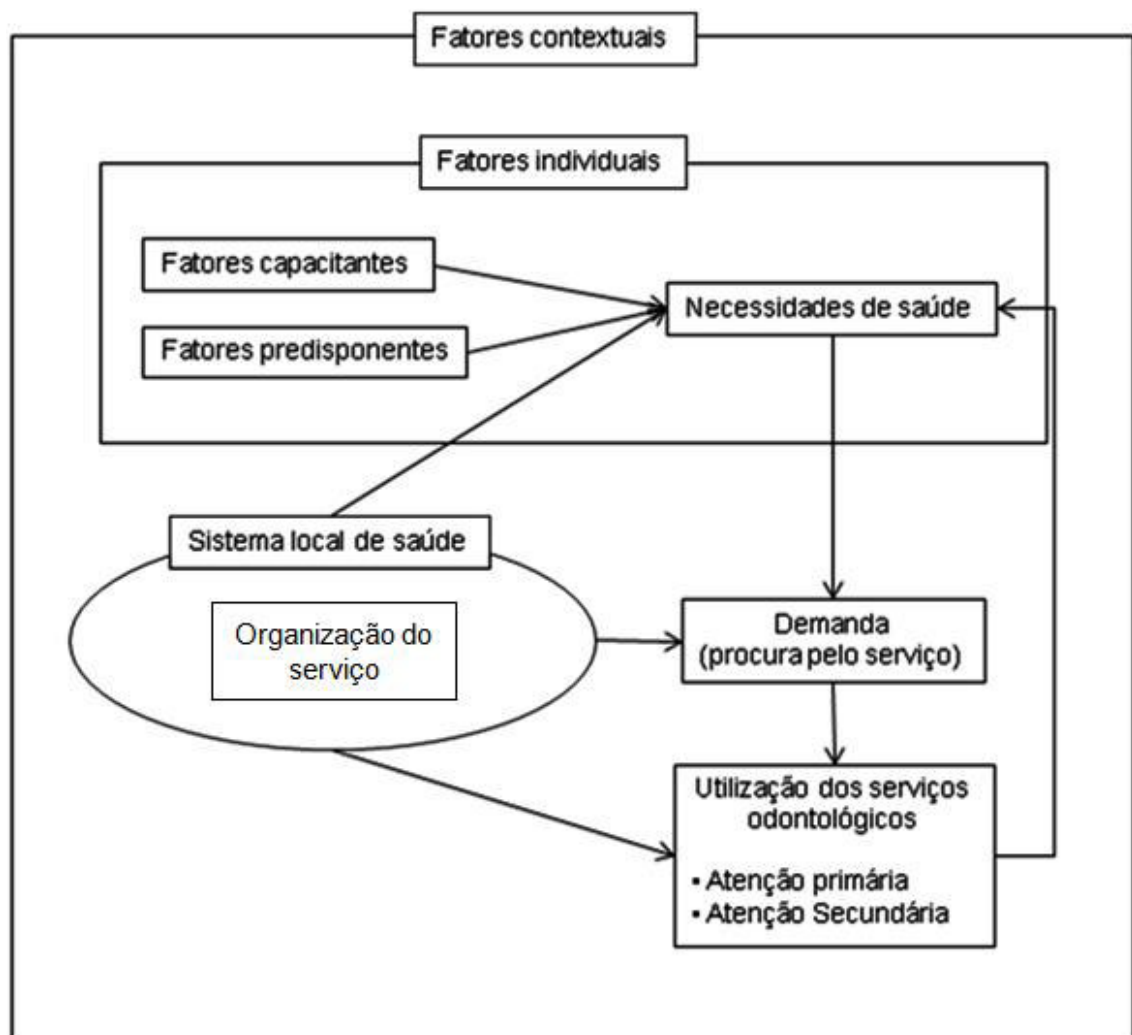 Fatores contextuais
Fatores individuais
Fatores capacitantes
Fatores predisponentes
Necessidades de saúde
Sistema local de saúde
Organização do
serviço
Demanda
(procura pelo serviço)
Utilização dos serviços
odontológicos
▪ Atenção primária
▪ Atenção Secundária